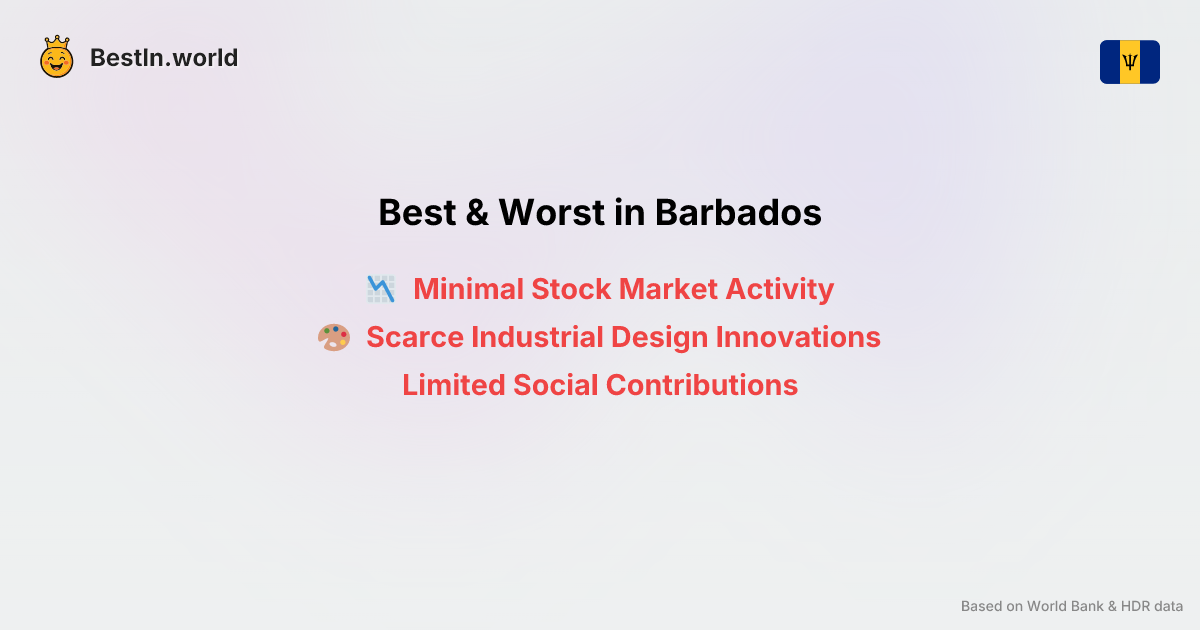 BestIn.world
Best & Worst in Barbados
Minimal Stock Market Activity
Scarce Industrial Design Innovations
Limited Social Contributions
Based on World Bank & HDR data